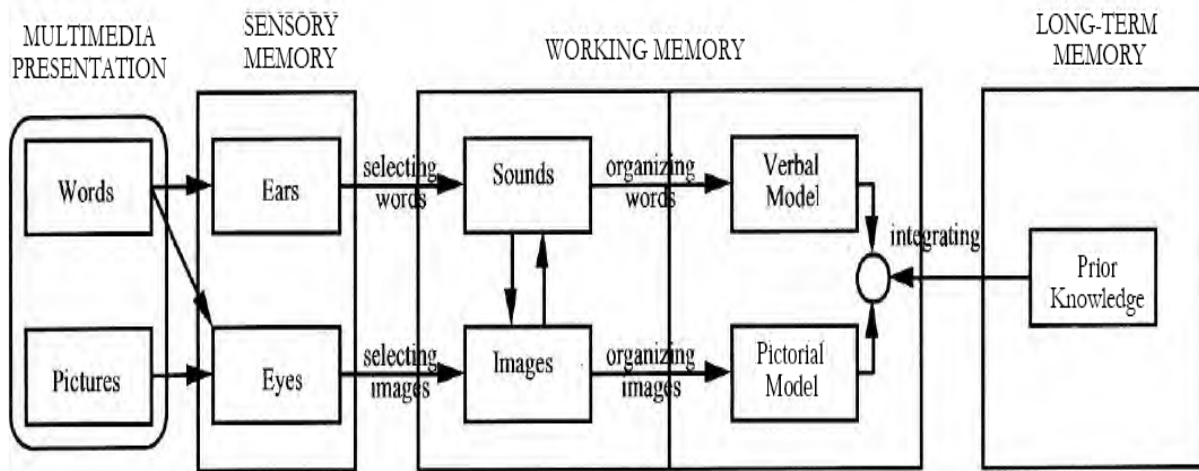 MULTIMEDIA
PRESENTATION
SENSORY
MEMORY
WORKING MEMORY
LONG-TERM
MEMORY
Words
Pictures
Ears
Eyes
selecting
words
selecting
images
Sounds
Images
organizing
words
organizing
images
Verbal
Model
Pictorial
Model
integrating
Prior
Knowledge